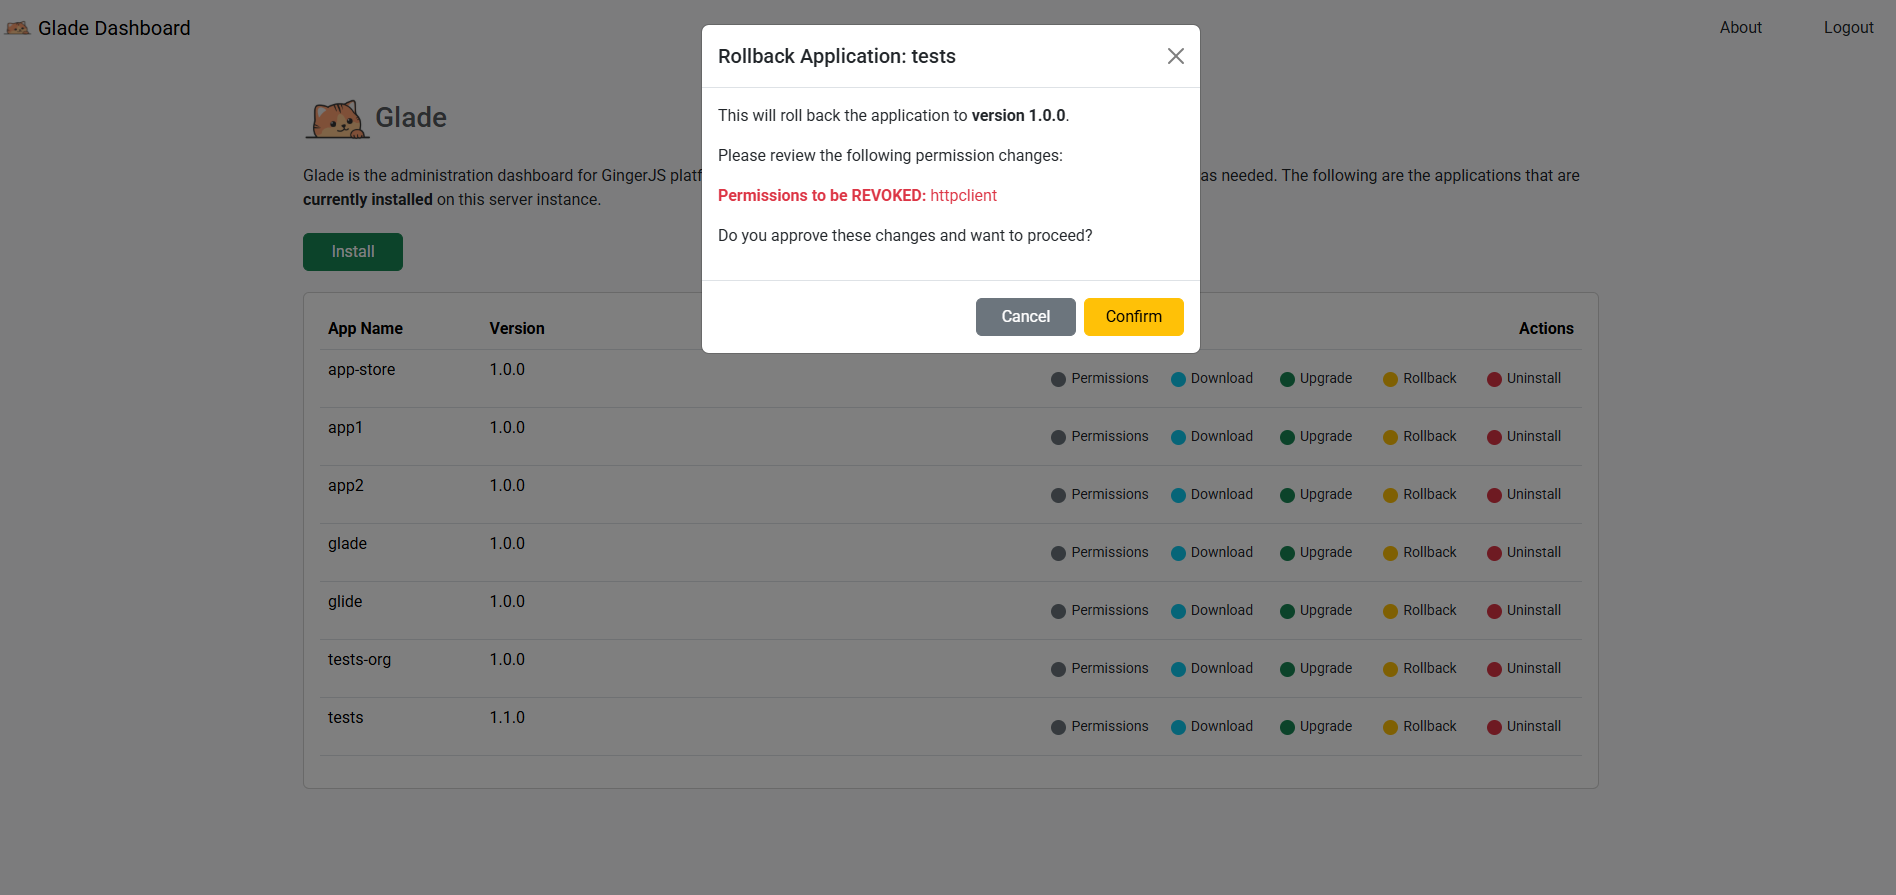 Glade Dashboard
About
Logout
Rollback Application: tests
This will roll back the application to version 1.0.0.
Please review the following permission changes:
Permissions to be REVOKED: httpclient
Do you approve these changes and want to proceed?
Cancel
Confirm
Glade
Glade is the administration dashboard for GingerJS as needed. The following are the applications that are
currently installed on this server instance.
Install
App Name Version Actions
app-store 1.0.0 Permissions Download Upgrade Rollback Uninstall
app1 1.0.0 Permissions Download Upgrade Rollback Uninstall
app2 1.0.0 Permissions Download Upgrade Rollback Uninstall
glade 1.0.0 Permissions Download Upgrade Rollback Uninstall
glide 1.0.0 Permissions Download Upgrade Rollback Uninstall
tests-org 1.0.0 Permissions Download Upgrade Rollback Uninstall
tests 1.1.0 Permissions Download Upgrade Rollback Uninstall